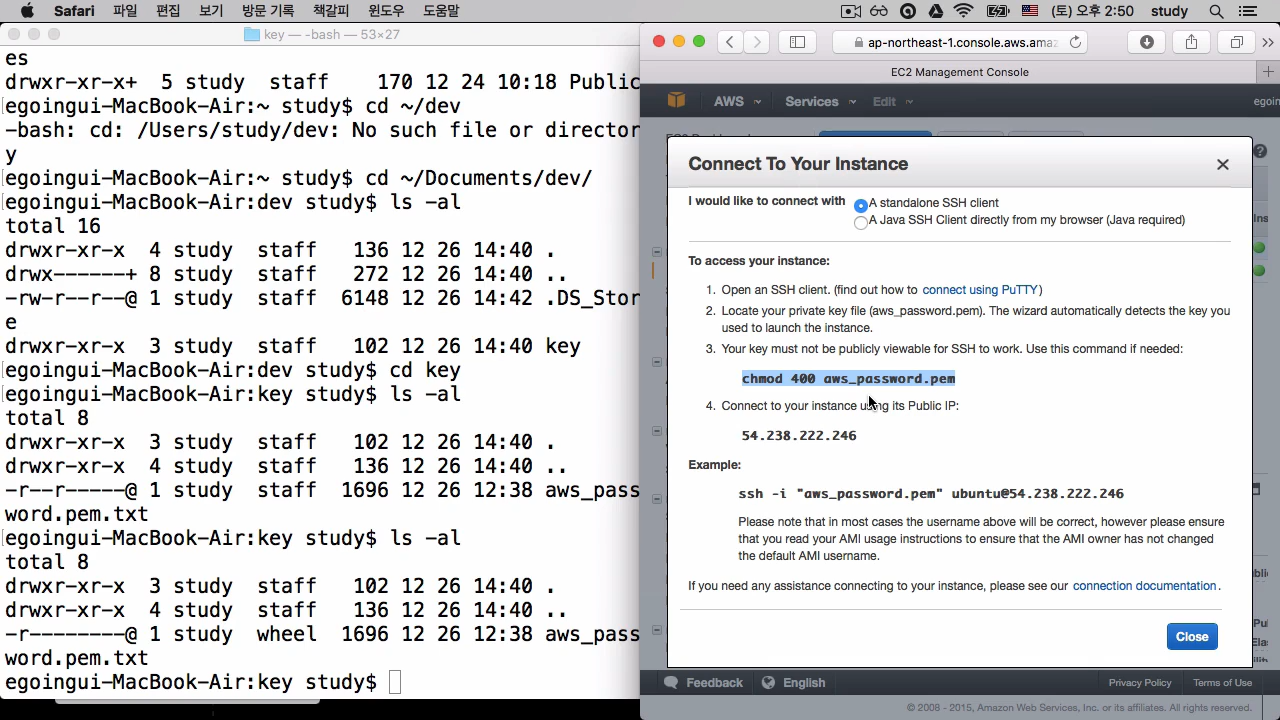 Safari 파일 편집 보기 방문 기록 책갈피 윈도우 도움말 (토) 오후 2:50 study
key — -bash — 53×27
es
drwxr-xr-x+ 5 study staff 170 12 24 10:18 Public
egoingui-MacBook-Air:~ study$ cd ~/dev
-bash: cd: /Users/study/dev: No such file or director
y
egoingui-MacBook-Air:~ study$ cd ~/Documents/dev/
egoingui-MacBook-Air:dev study$ ls -al
total 16
drwxr-xr-x 4 study staff 136 12 26 14:40 .
drwx------+ 8 study staff 272 12 26 14:40 ..
-rw-r--r--@ 1 study staff 6148 12 26 14:42 .DS_Stor
e
drwxr-xr-x 3 study staff 102 12 26 14:40 key
egoingui-MacBook-Air:dev study$ cd key
egoingui-MacBook-Air:key study$ ls -al
total 8
drwxr-xr-x 3 study staff 102 12 26 14:40 .
drwxr-xr-x 4 study staff 136 12 26 14:40 ..
-r--r-----@ 1 study staff 1696 12 26 12:38 aws_pass
word.pem.txt
egoingui-MacBook-Air:key study$ ls -al
total 8
drwxr-xr-x 3 study staff 102 12 26 14:40 .
drwxr-xr-x 4 study staff 136 12 26 14:40 ..
-r--------@ 1 study wheel 1696 12 26 12:38 aws_pass
word.pem.txt
egoingui-MacBook-Air:key study$
ap-northeast-1.console.aws.amaz
EC2 Management Console
AWS Services Edit egoin
Connect To Your Instance
I would like to connect with
A standalone SSH client
A Java SSH Client directly from my browser (Java required)
To access your instance:
1. Open an SSH client. (find out how to connect using PuTTY)
2. Locate your private key file (aws_password.pem). The wizard automatically detects the key you
used to launch the instance.
3. Your key must not be publicly viewable for SSH to work. Use this command if needed:
chmod 400 aws_password.pem
4. Connect to your instance using its Public IP:
54.238.222.246
Example:
ssh -i "aws_password.pem" ubuntu@54.238.222.246
Please note that in most cases the username above will be correct, however please ensure
that you read your AMI usage instructions to ensure that the AMI owner has not changed
the default AMI username.
If you need any assistance connecting to your instance, please see our connection documentation.
Close
Feedback English Privacy Policy Terms of Use
© 2008 - 2015, Amazon Web Services, Inc. or its affiliates. All rights reserved.